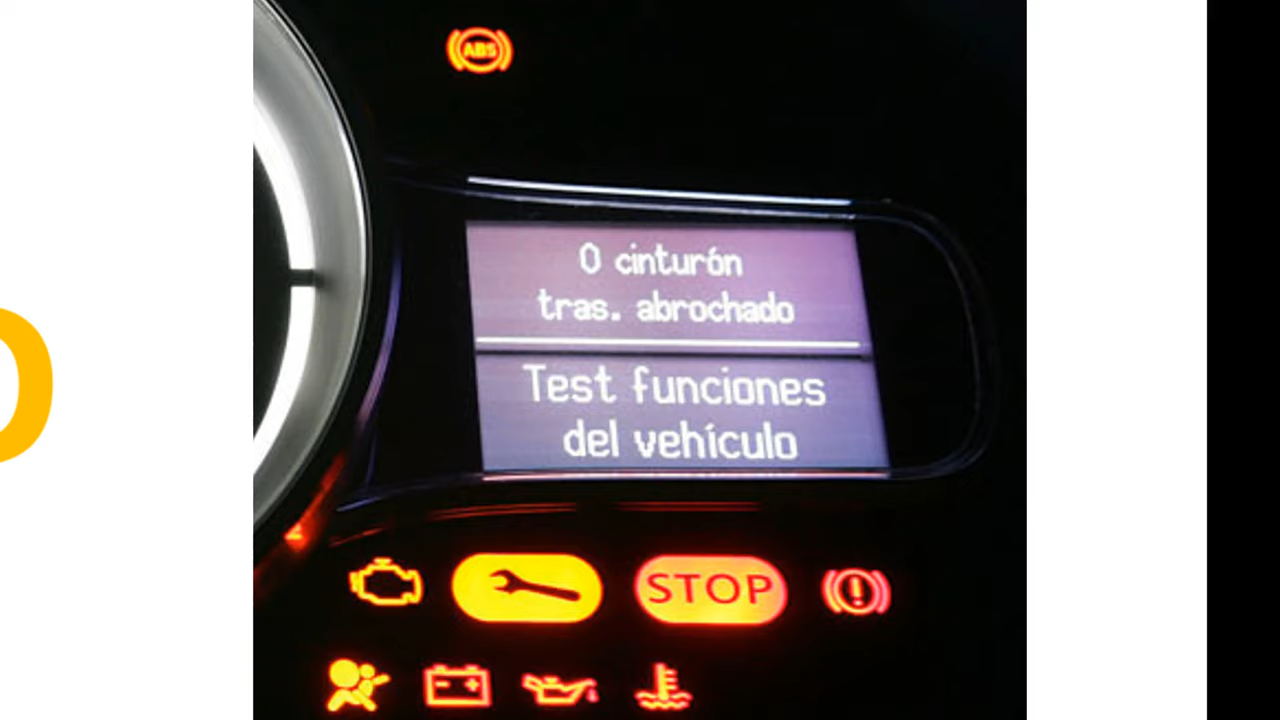 ABS
0 cinturón
tras. abrochado
Test funciones
del vehículo
STOP